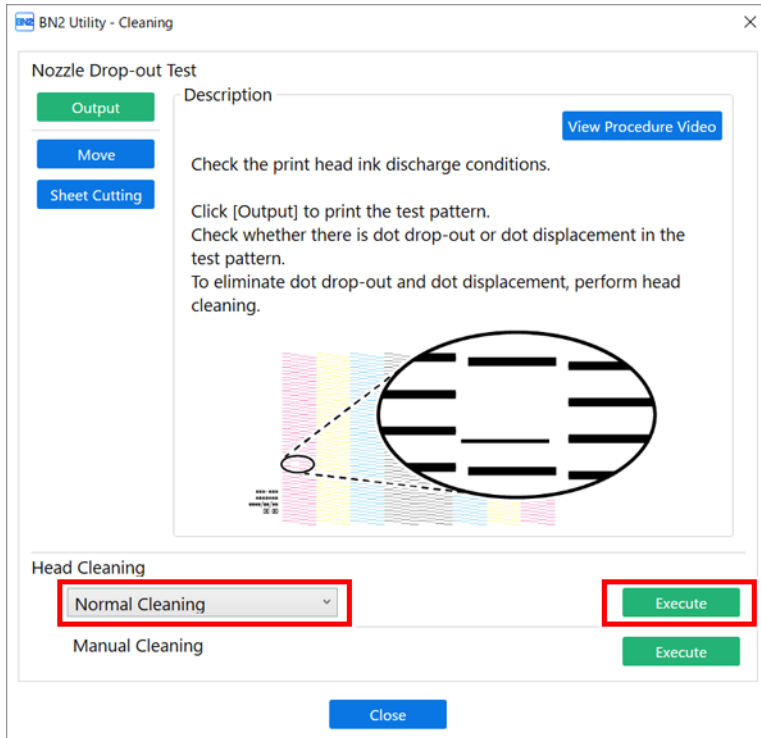 BN2 BN2 Utility - Cleaning
Nozzle Drop-out Test
Output
Description
View Procedure Video
Move
Check the print head ink discharge conditions.
Sheet Cutting
Click [Output] to print the test pattern.
Check whether there is dot drop-out or dot displacement in the
test pattern.
To eliminate dot drop-out and dot displacement, perform head
cleaning.
Head Cleaning
Normal Cleaning
Execute
Manual Cleaning
Execute
Close